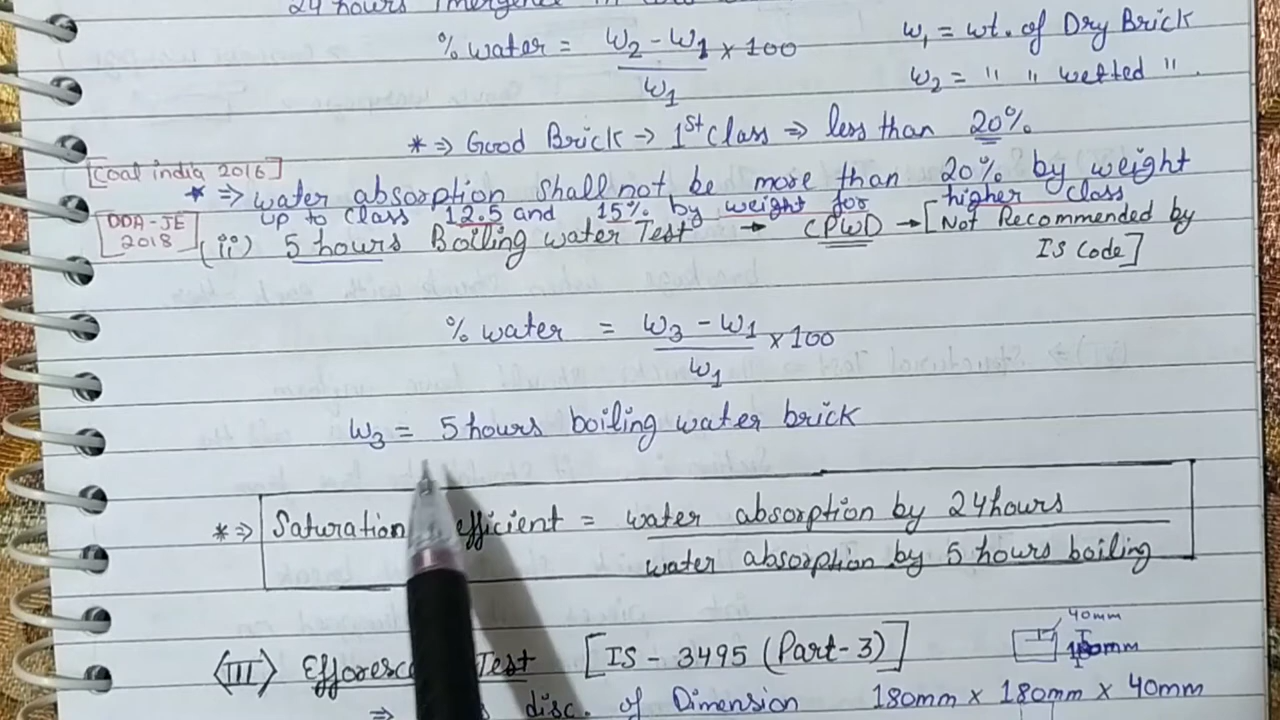 24 hours
% water = w2 - w1 / w1 × 100
w1 = wt. of Dry Brick
w2 = " " wetted ".
* ⇒ Good Brick → 1st Class ⇒ less than 20%.
[Coal india 2016]
* ⇒ water absorption shall not be more than 20% by weight
up to class 12.5 and 15% by weight for higher class
[DDA-JE 2018]
(ii) 5 hours Boiling water Test → CPWD → [Not Recommended by
IS Code]
% water = w3 - w1 / w1 × 100
w3 = 5 hours boiling water brick
* ⇒ Saturation efficient = water absorption by 24 hours
water absorption by 5 hours boiling
40mm
(III) Test [IS - 3495 (Part-3)]
⇒ disc. of Dimension 180mm × 180mm × 40mm